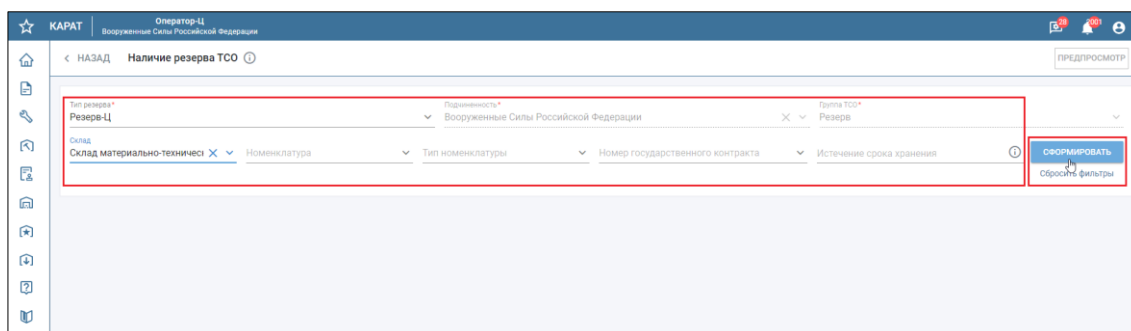 КАРАТ
Оператор-Ц
Вооруженные Силы Российской Федерации
28
2001
< НАЗАД Наличие резерва ТСО
ПРЕДПРОСМОТР
Тип резерва* Подчиненность* Группа ТСО*
Резерв-Ц Вооруженные Силы Российской Федерации Резерв
Склад
Склад материально-техничесі Номенклатура Тип номенклатуры Номер государственного контракта Истечение срока хранения СФОРМИРОВАТЬ
Сбросить фильтры